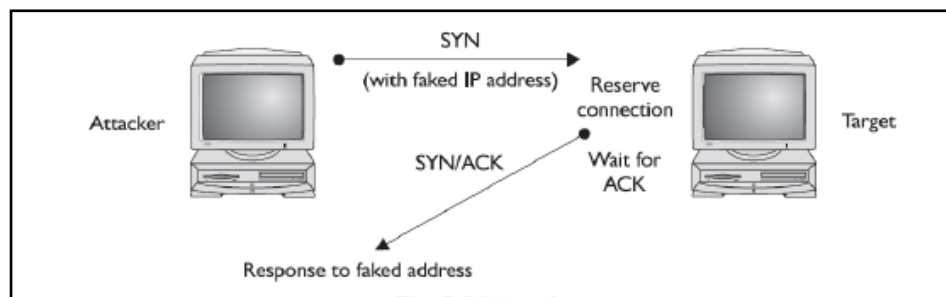 SYN
(with faked IP address)
Attacker
Reserve
connection
Target
SYN/ACK
Wait for
ACK
Response to faked address